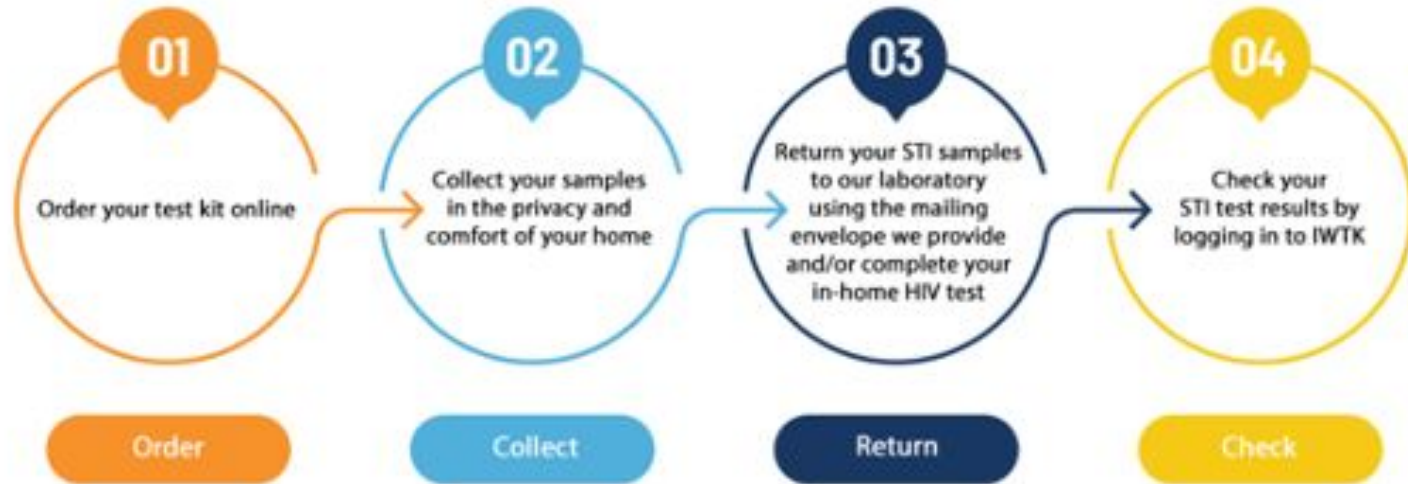 01
Order your test kit online
Order
02
Collect your samples
in the privacy and
comfort of your home
Collect
03
Return your STI samples
to our laboratory
using the mailing
envelope we provide
and/or complete your
in-home HIV test
Return
04
Check your
STI test results by
logging in to IWTK
Check